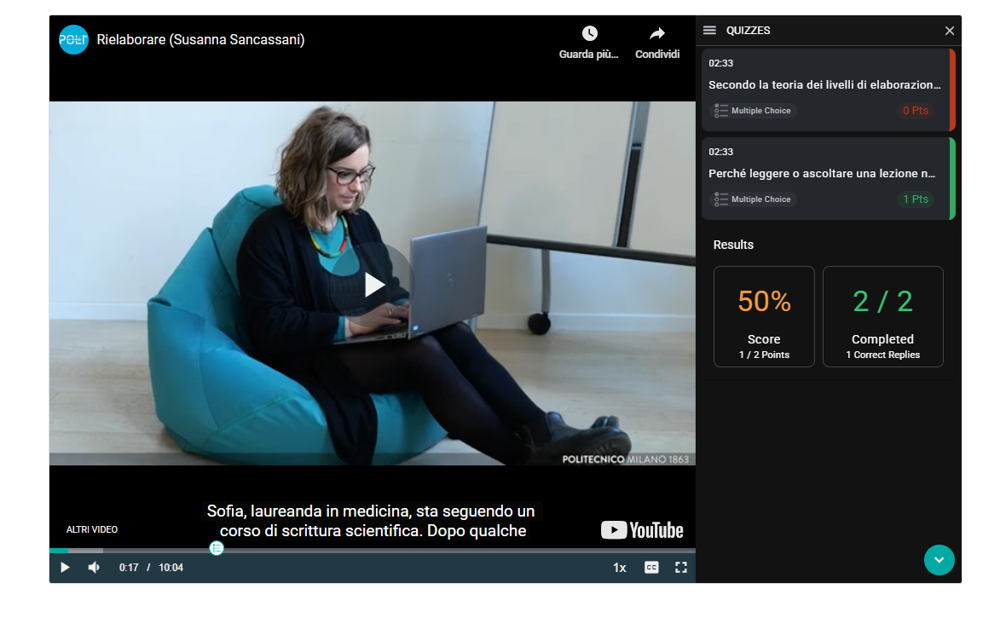 POLI
Rielaborare (Susanna Sancassani)
Guarda più...
Condividi
POLITECNICO MILANO 1863
Sofia, laureanda in medicina, sta seguendo un
corso di scrittura scientifica. Dopo qualche
ALTRI VIDEO
YouTube
0:17 / 10:04
1x
CC
QUIZZES
02:33
Secondo la teoria dei livelli di elaborazion...
Multiple Choice
0 Pts
02:33
Perché leggere o ascoltare una lezione n...
Multiple Choice
1 Pts
Results
50%
Score
1 / 2 Points
2 / 2
Completed
1 Correct Replies